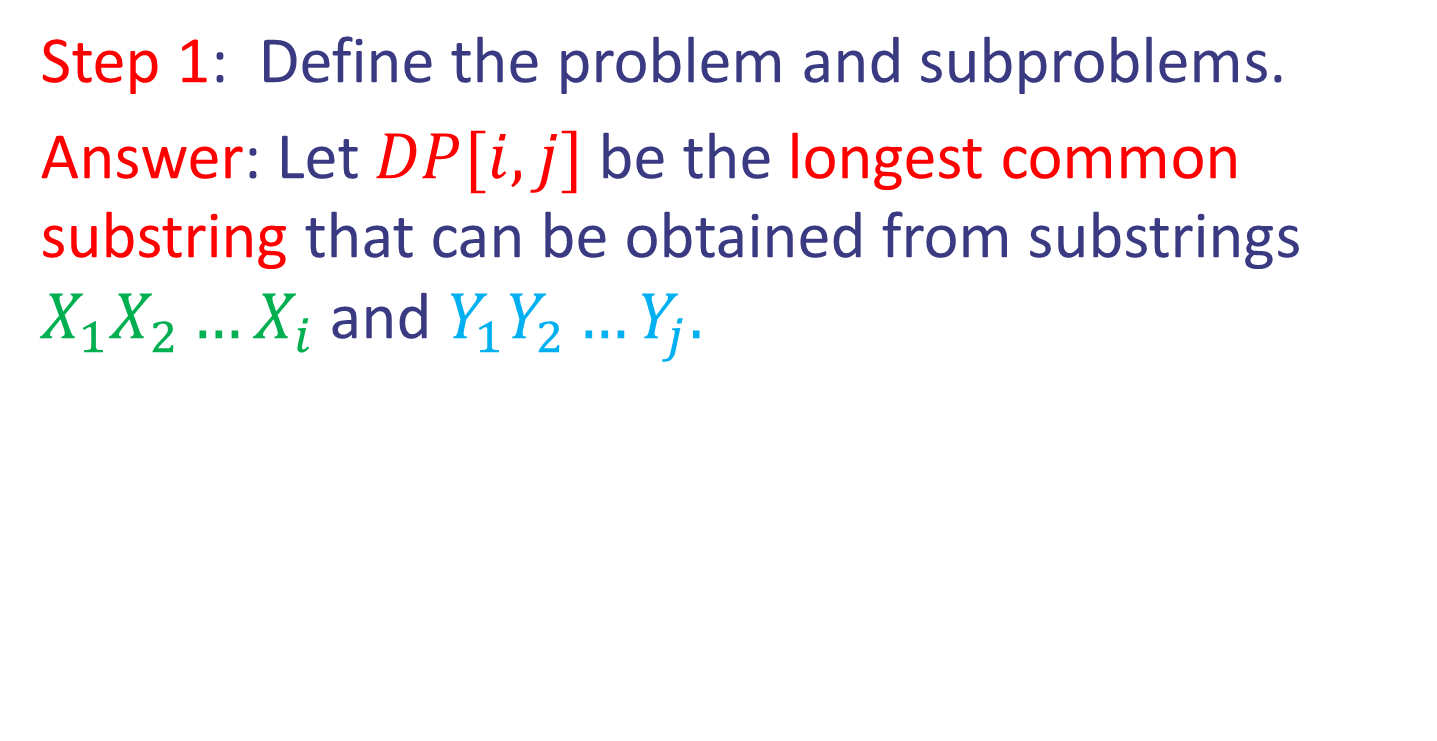 Step 1: Define the problem and subproblems.
Answer: Let 𝐷𝑃[𝑖, 𝑗] be the longest common
substring that can be obtained from substrings
𝑋₁𝑋₂ … 𝑋ᵢ and 𝑌₁𝑌₂ … 𝑌ⱼ.